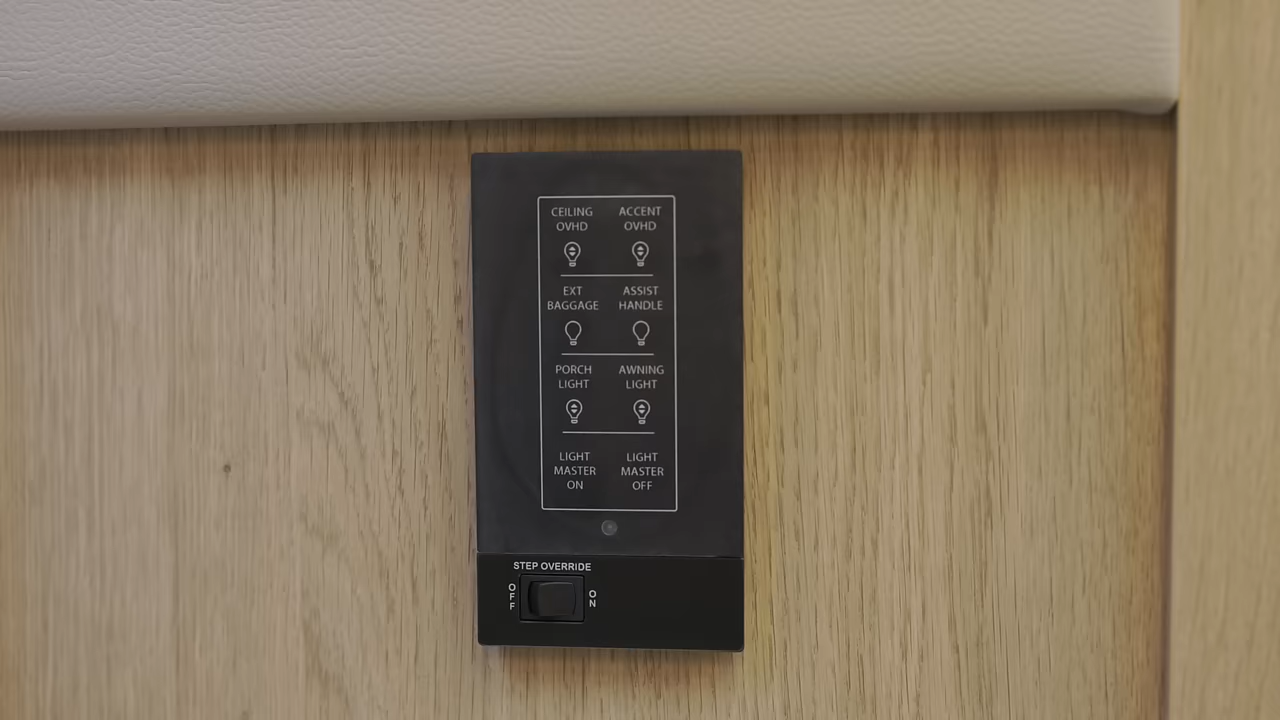 CEILING ACCENT
OVHD OVHD
EXT ASSIST
BAGGAGE HANDLE
PORCH AWNING
LIGHT LIGHT
LIGHT LIGHT
MASTER MASTER
ON OFF
STEP OVERRIDE
OFF ON